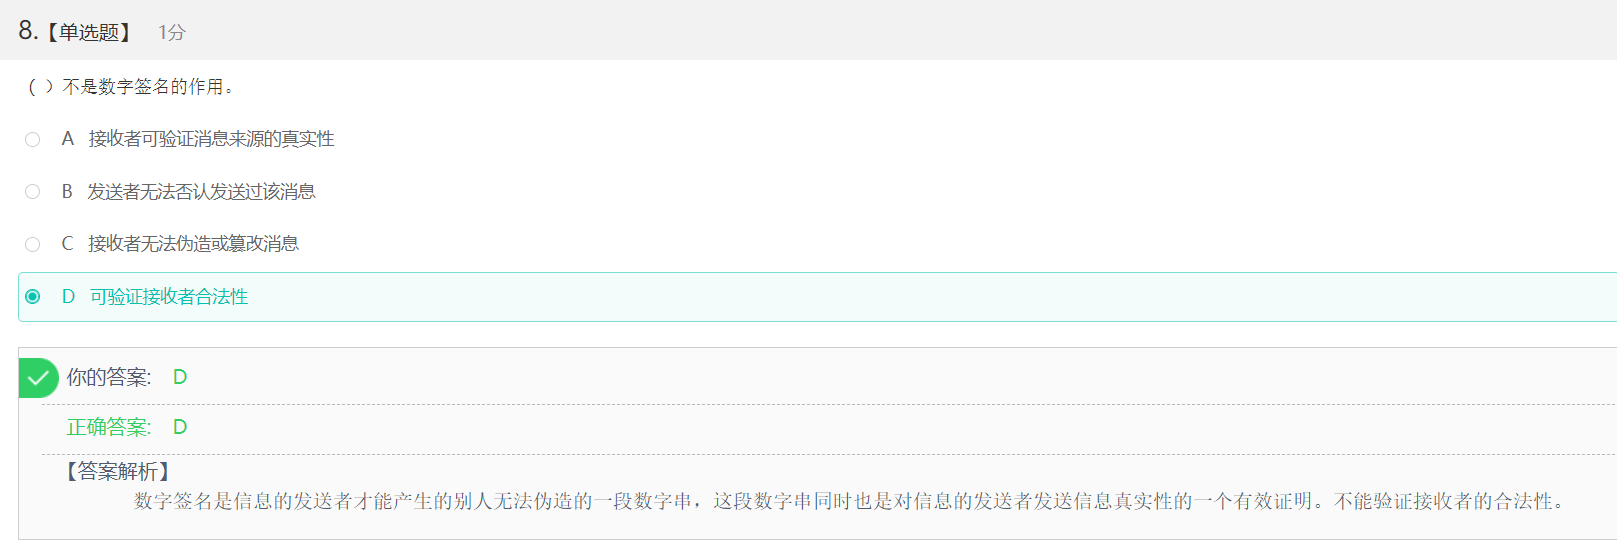 8.【单选题】 1分
（ ）不是数字签名的作用。
A 接收者可验证消息来源的真实性
B 发送者无法否认发送过该消息
C 接收者无法伪造或篡改消息
D 可验证接收者合法性
你的答案: D
正确答案: D
【答案解析】
数字签名是信息的发送者才能产生的别人无法伪造的一段数字串，这段数字串同时也是对信息的发送者发送信息真实性的一个有效证明。不能验证接收者的合法性。